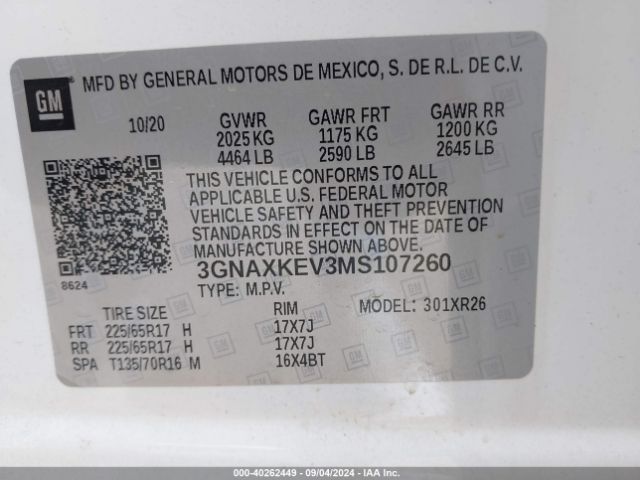 GM
MFD BY GENERAL MOTORS DE MEXICO, S. DE R.L. DE C.V.
10/20 GVWR GAWR FRT GAWR RR
2025 KG 1175 KG 1200 KG
4464 LB 2590 LB 2645 LB
THIS VEHICLE CONFORMS TO ALL
APPLICABLE U.S. FEDERAL MOTOR
VEHICLE SAFETY AND THEFT PREVENTION
STANDARDS IN EFFECT ON THE DATE OF
MANUFACTURE SHOWN ABOVE.
8624
3GNAXKEV3MS107260
TYPE: M.P.V. MODEL: 301XR26
TIRE SIZE RIM
FRT 225/65R17 H 17X7J
RR 225/65R17 H 17X7J
SPA T135/70R16 M 16X4BT
000-40262449 - 09/04/2024 - IAA Inc.